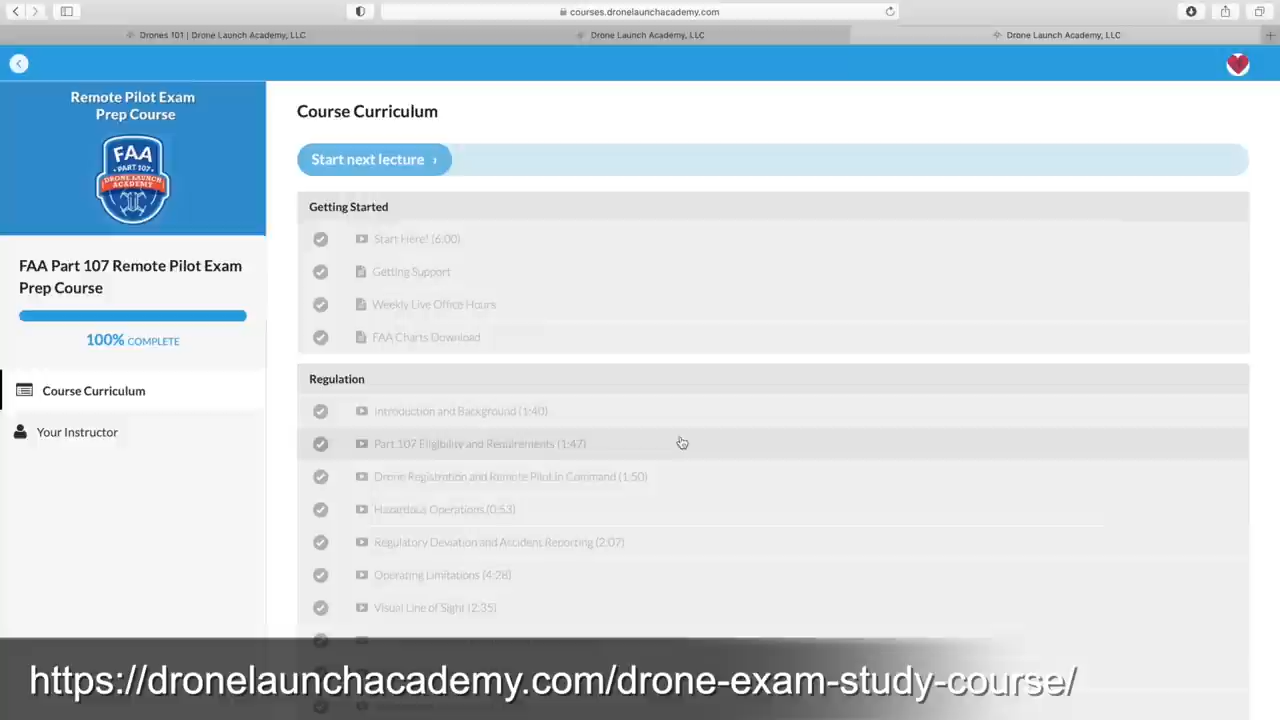 courses.dronelaunchacademy.com
Drones 101 | Drone Launch Academy, LLC
Drone Launch Academy, LLC
Drone Launch Academy, LLC
Remote Pilot Exam
Prep Course
FAA
PART 107
DRONE LAUNCH
ACADEMY
FAA Part 107 Remote Pilot Exam
Prep Course
100% COMPLETE
Course Curriculum
Your Instructor
Course Curriculum
Start next lecture ›
Getting Started
Start Here! (6:00)
Getting Support
Weekly Live Office Hours
FAA Charts Download
Regulation
Introduction and Background (1:40)
Part 107 Eligibility and Requirements (1:47)
Drone Registration and Remote Pilot in Command (1:50)
Hazardous Operations (0:53)
Regulatory Deviation and Accident Reporting (2:07)
Operating Limitations (4:28)
Visual Line of Sight (2:35)
https://dronelaunchacademy.com/drone-exam-study-course/